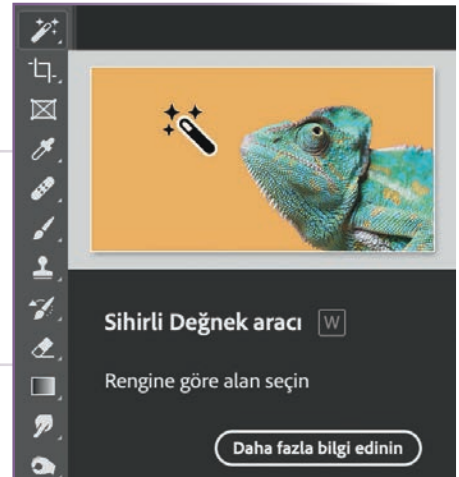 Sihirli Değnek aracı W
Rengine göre alan seçin
Daha fazla bilgi edinin